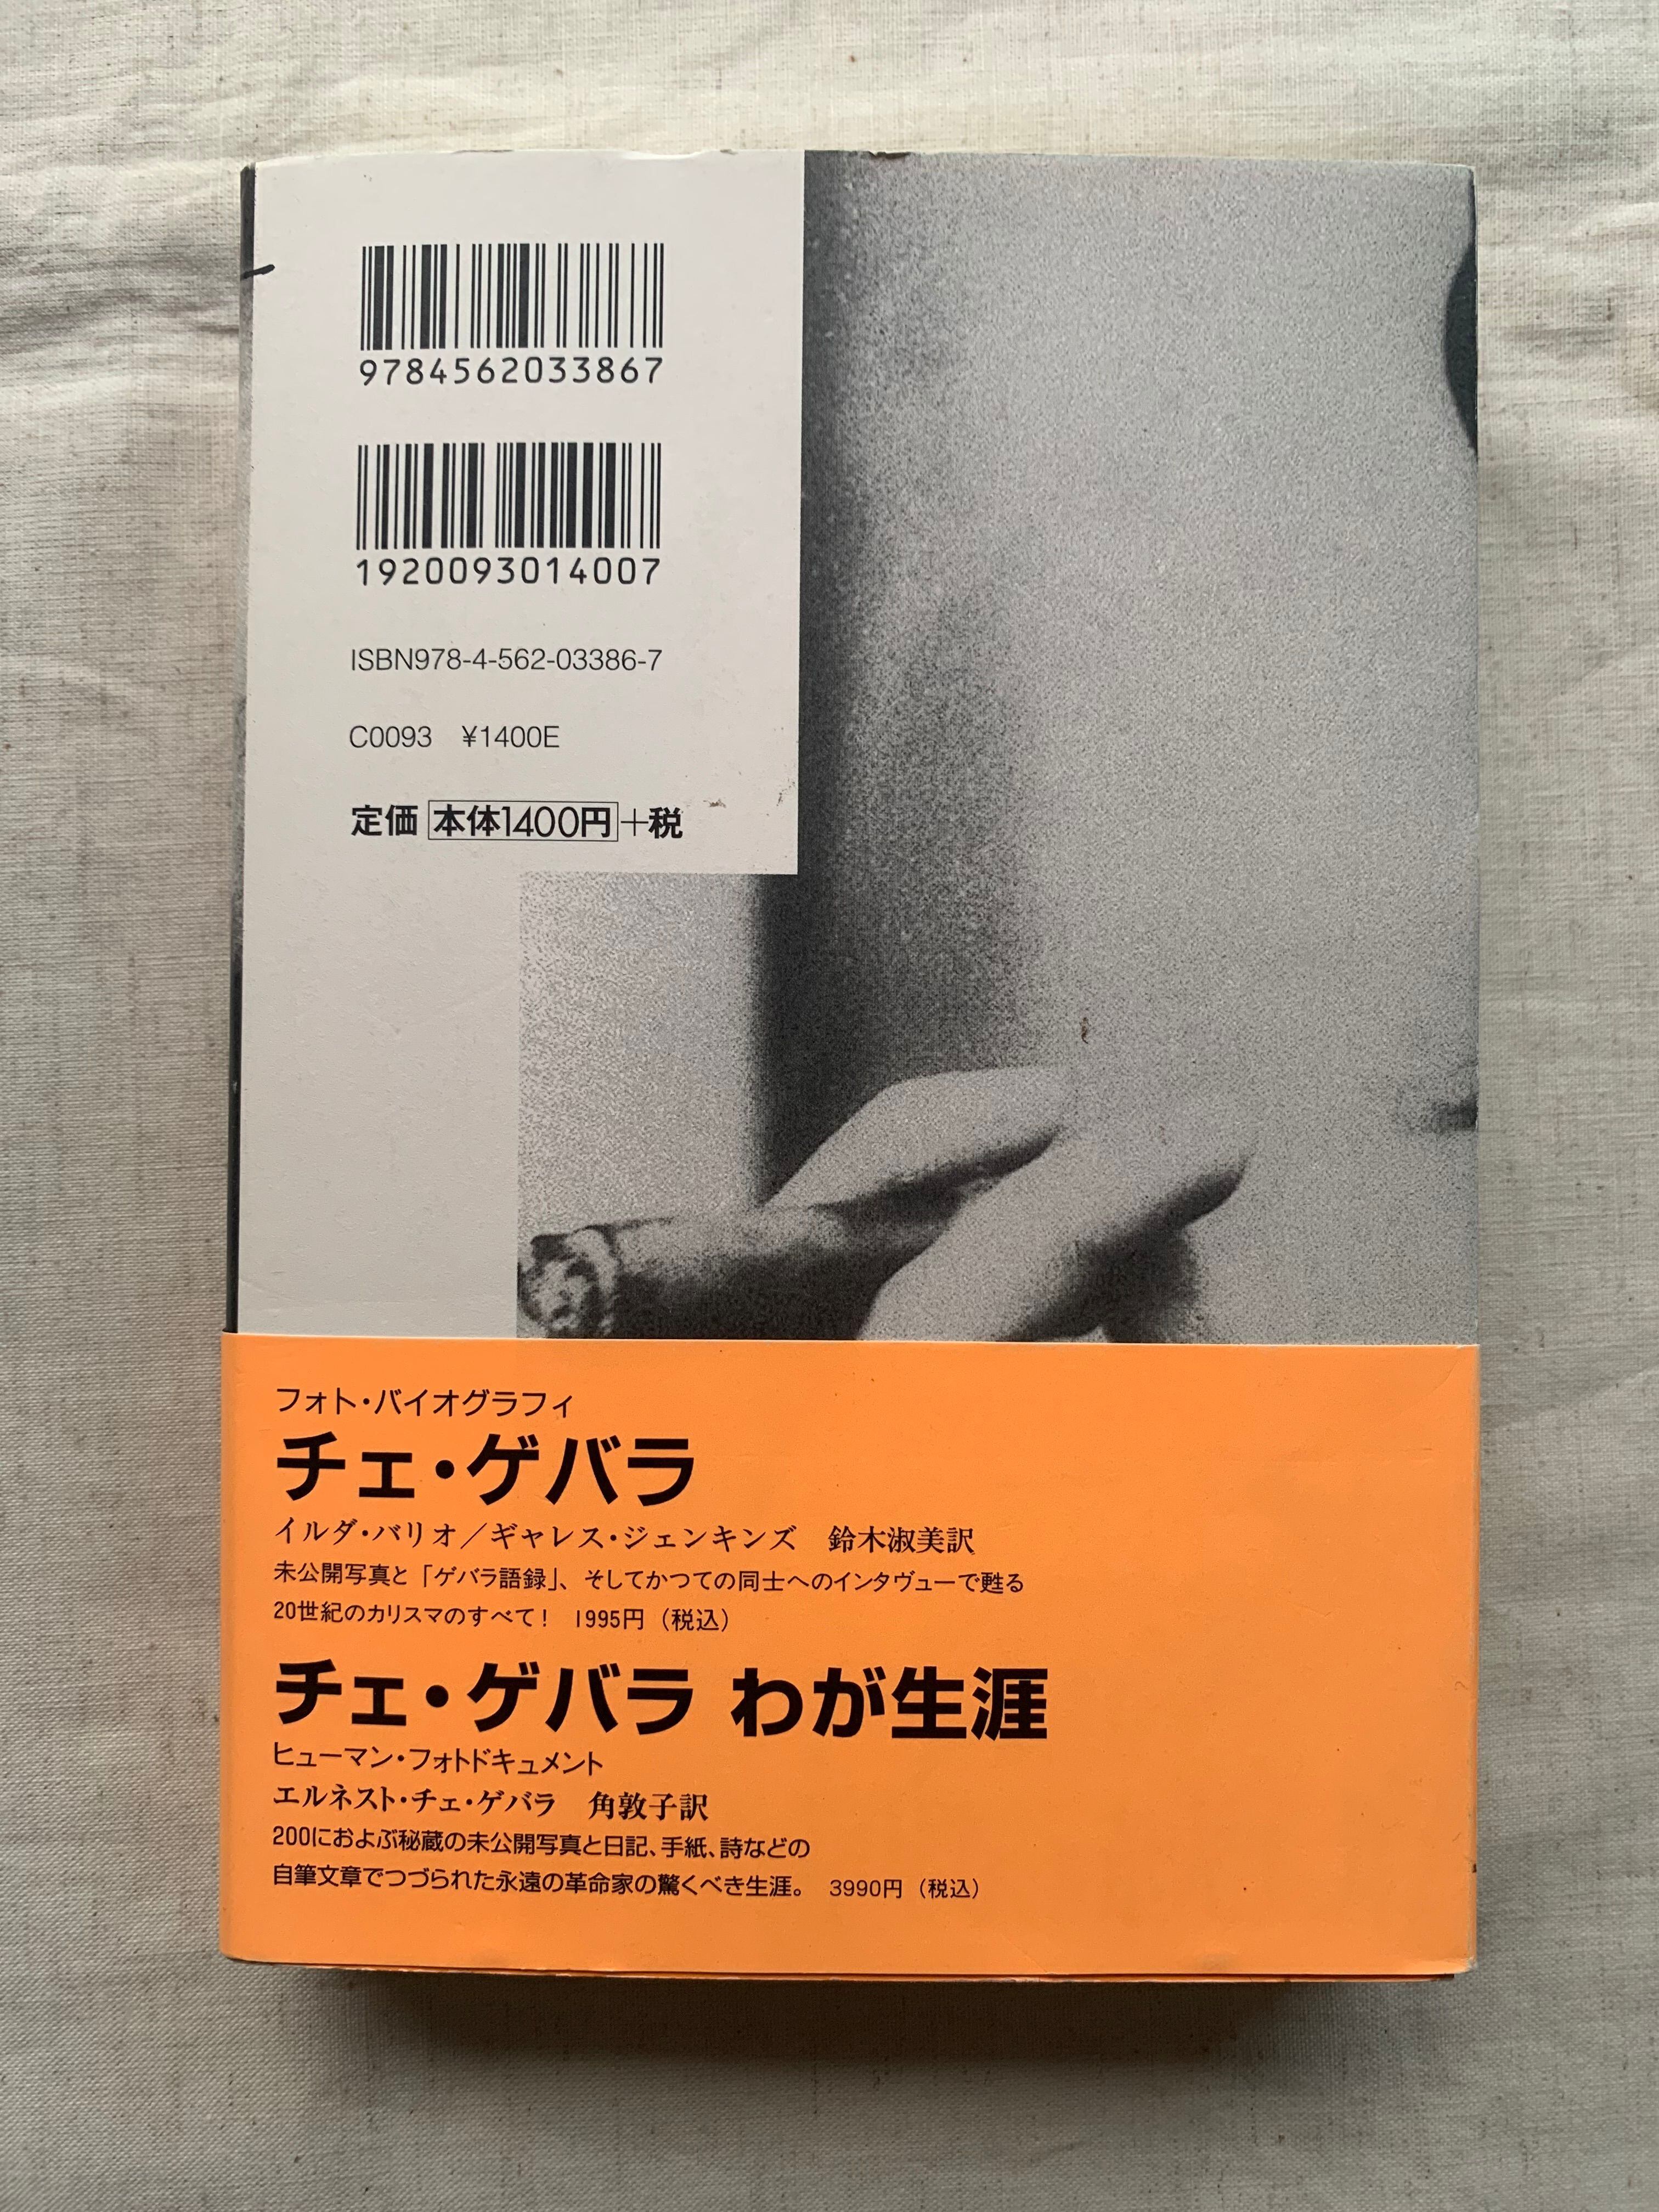 9784562033867
1920093014007
ISBN978-4-562-03386-7
C0093 ¥1400E
定価 本体1400円+税
フォト・バイオグラフィ
チェ・ゲバラ
イルダ・バリオ/ギャレス・ジェンキンズ 鈴木淑美訳
未公開写真と「ゲバラ語録」、そしてかつての同士へのインタヴューで甦る
20世紀のカリスマのすべて! 1995円(税込)
チェ・ゲバラ わが生涯
ヒューマン・フォトドキュメント
エルネスト・チェ・ゲバラ 角敦子訳
200におよぶ秘蔵の未公開写真と日記、手紙、詩などの
自筆文章でつづられた永遠の革命家の驚くべき生涯。 3990円(税込)